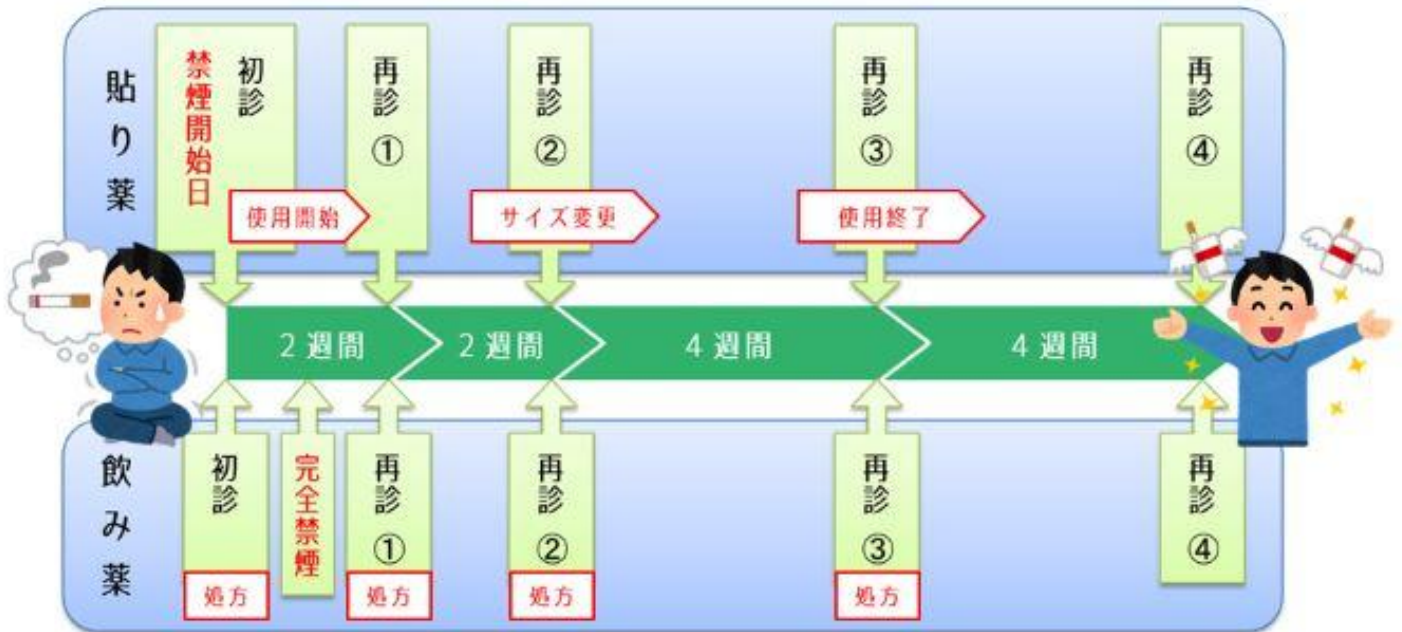 貼り薬
禁煙開始日
初診
再診①
再診②
再診③
再診④
使用開始
サイズ変更
使用終了
2週間
2週間
4週間
4週間
飲み薬
初診
完全禁煙
再診①
再診②
再診③
再診④
処方
処方
処方
処方